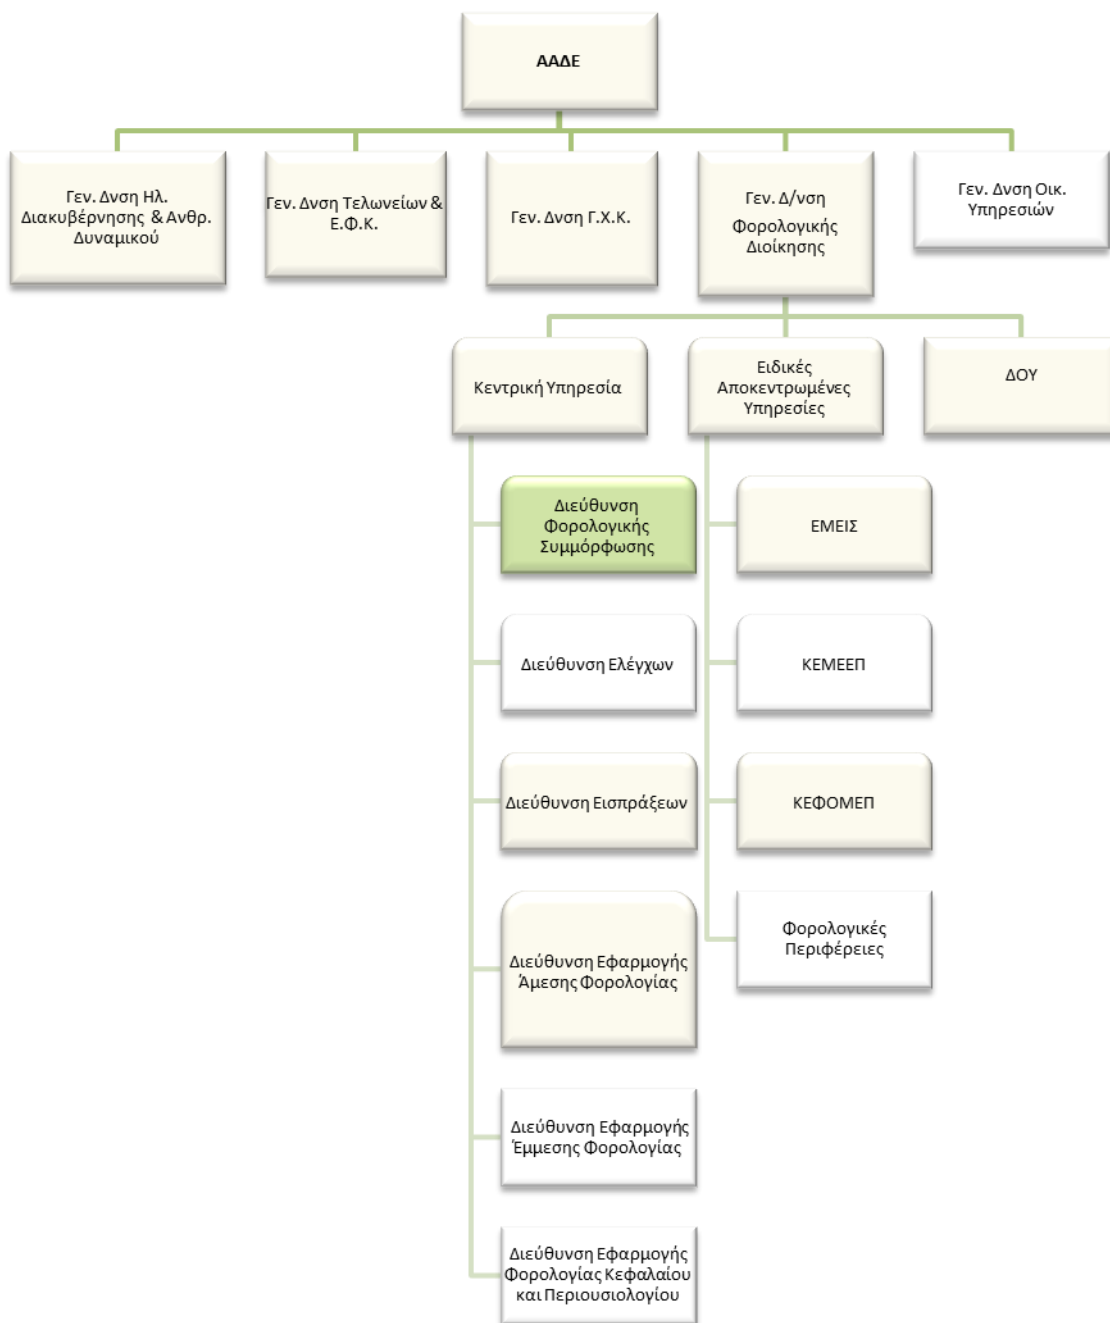 ΑΑΔΕ
Γεν. Δνση Ηλ.
Διακυβέρνησης & Ανθρ.
Δυναμικού
Γεν. Δνση Τελωνείων &
Ε.Φ.Κ.
Γεν. Δνση Γ.Χ.Κ.
Γεν. Δ/νση
Φορολογικής
Διοίκησης
Γεν. Δνση Οικ.
Υπηρεσιών
Κεντρική Υπηρεσία
Ειδικές
Αποκεντρωμένες
Υπηρεσίες
ΔΟΥ
Διεύθυνση
Φορολογικής
Συμμόρφωσης
ΕΜΕΙΣ
Διεύθυνση Ελέγχων
ΚΕΜΕΕΠ
Διεύθυνση Εισπράξεων
ΚΕΦΟΜΕΠ
Διεύθυνση Εφαρμογής
Άμεσης Φορολογίας
Φορολογικές
Περιφέρειες
Διεύθυνση Εφαρμογής
Έμμεσης Φορολογίας
Διεύθυνση Εφαρμογής
Φορολογίας Κεφαλαίου
και Περιουσιολογίου